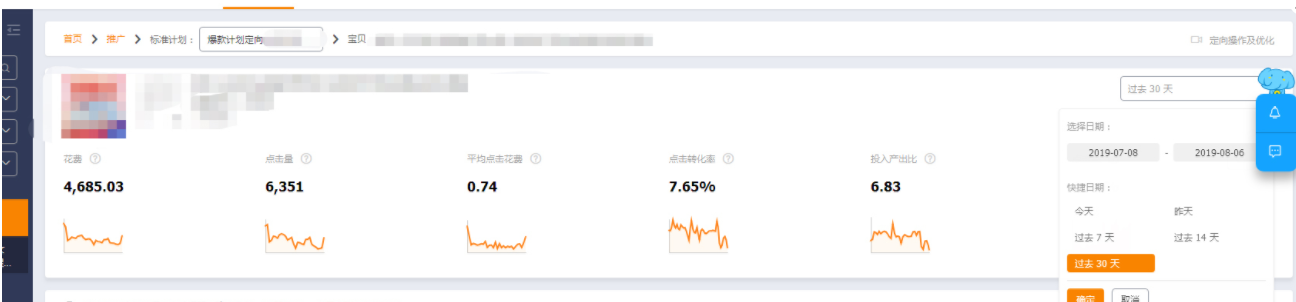 首页 > 推广 > 标准计划： 爆款计划定向 > 宝贝
定向操作及优化
过去 30 天
花费 点击量 平均点击花费 点击转化率 投入产出比
4,685.03 6,351 0.74 7.65% 6.83
选择日期：
2019-07-08 - 2019-08-06
快捷日期：
今天 昨天
过去 7 天 过去 14 天
过去 30 天
确定 取消